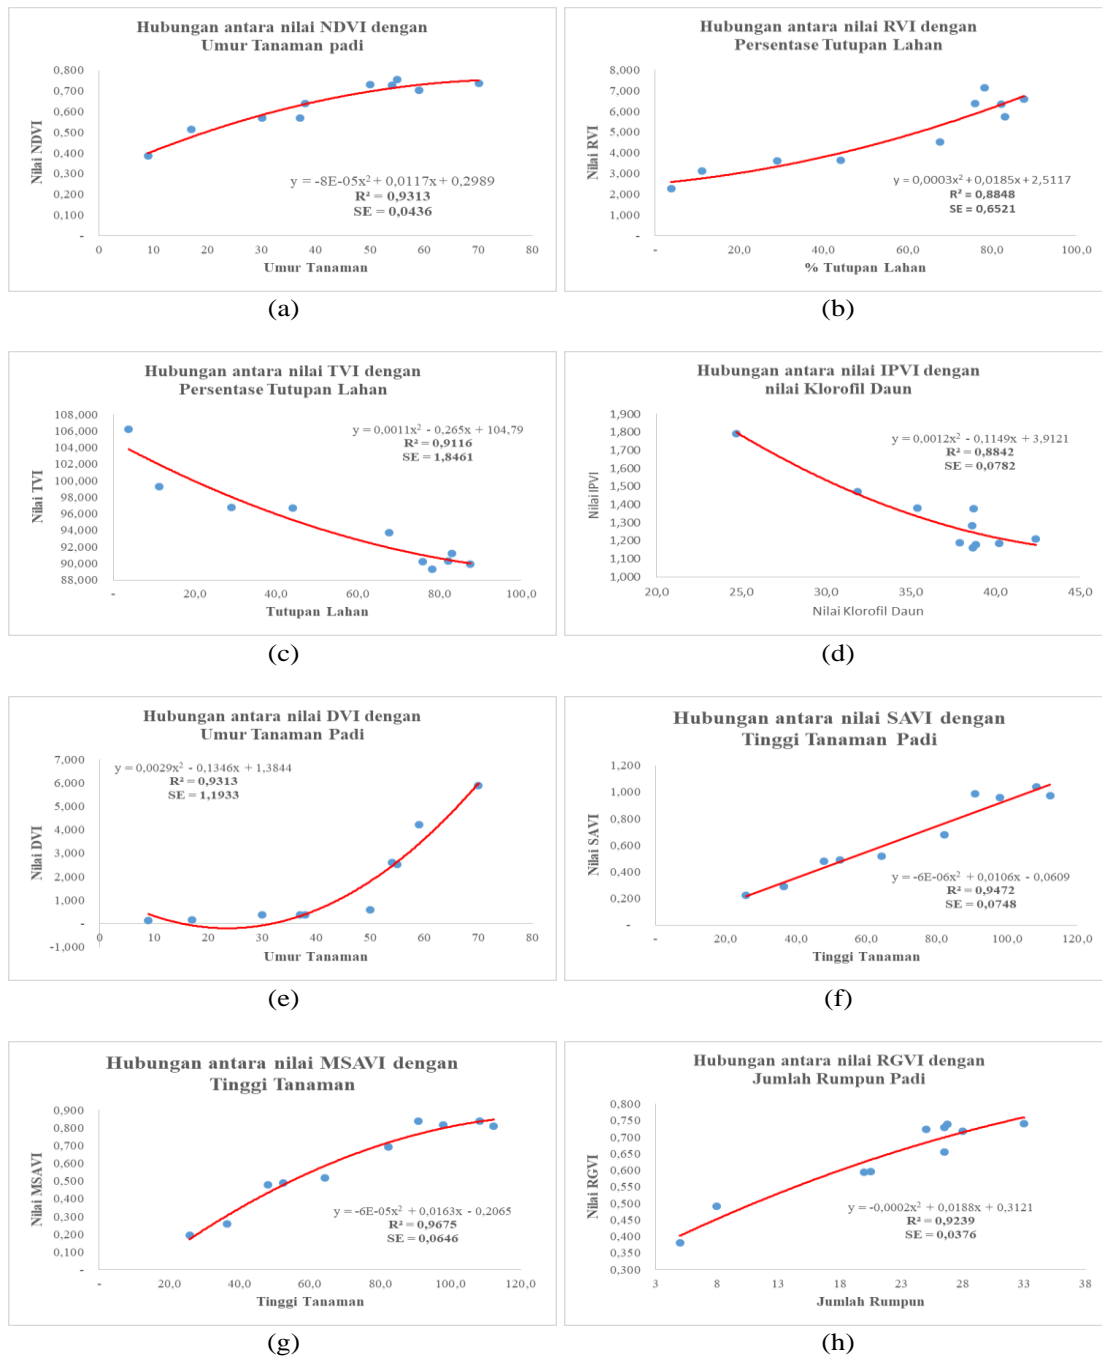 Hubungan antara nilai NDVI dengan
Umur Tanaman padi
0,800
0,700
0,600
0,500
0,400
0,300
0,200
0,100
-
Nilai NDVI
y = -8E-05x² + 0,0117x + 0,2989
R² = 0,9313
SE = 0,0436
0 10 20 30 40 50 60 70 80
Umur Tanaman
(a)
Hubungan antara nilai RVI dengan
Persentase Tutupan Lahan
8,000
7,000
6,000
5,000
4,000
3,000
2,000
1,000
-
Nilai RVI
y = 0,0003x² + 0,0185x + 2,5117
R² = 0,8848
SE = 0,6521
- 20,0 40,0 60,0 80,0 100,0
% Tutupan Lahan
(b)
Hubungan antara nilai TVI dengan
Persentase Tutupan Lahan
108,000
106,000
104,000
102,000
100,000
98,000
96,000
94,000
92,000
90,000
88,000
Nilai TVI
y = 0,0011x² - 0,265x + 104,79
R² = 0,9116
SE = 1,8461
- 20,0 40,0 60,0 80,0 100,0
Tutupan Lahan
(c)
Hubungan antara nilai IPVI dengan
nilai Klorofil Daun
1,900
1,800
1,700
1,600
1,500
1,400
1,300
1,200
1,100
1,000
Nilai IPVI
y = 0,0012x² - 0,1149x + 3,9121
R² = 0,8842
SE = 0,0782
20,0 25,0 30,0 35,0 40,0 45,0
Nilai Klorofil Daun
(d)
Hubungan antara nilai DVI dengan
Umur Tanaman Padi
7,000
6,000
5,000
4,000
3,000
2,000
1,000
-
-1,000
Nilai DVI
y = 0,0029x² - 0,1346x + 1,3844
R² = 0,9313
SE = 1,1933
0 10 20 30 40 50 60 70 80
Umur Tanaman
(e)
Hubungan antara nilai SAVI dengan
Tinggi Tanaman Padi
1,200
1,000
0,800
0,600
0,400
0,200
-
Nilai SAVI
y = -6E-06x² + 0,0106x - 0,0609
R² = 0,9472
SE = 0,0748
- 20,0 40,0 60,0 80,0 100,0 120,0
Tinggi Tanaman
(f)
Hubungan antara nilai MSAVI dengan
Tinggi Tanaman
0,900
0,800
0,700
0,600
0,500
0,400
0,300
0,200
0,100
-
Nilai MSAVI
y = -6E-05x² + 0,0163x - 0,2065
R² = 0,9675
SE = 0,0646
- 20,0 40,0 60,0 80,0 100,0 120,0
Tinggi Tanaman
(g)
Hubungan antara nilai RGVI dengan
Jumlah Rumpun Padi
0,800
0,750
0,700
0,650
0,600
0,550
0,500
0,450
0,400
0,350
0,300
Nilai RGVI
y = -0,0002x² + 0,0188x + 0,3121
R² = 0,9239
SE = 0,0376
3 8 13 18 23 28 33 38
Jumlah Rumpun
(h)